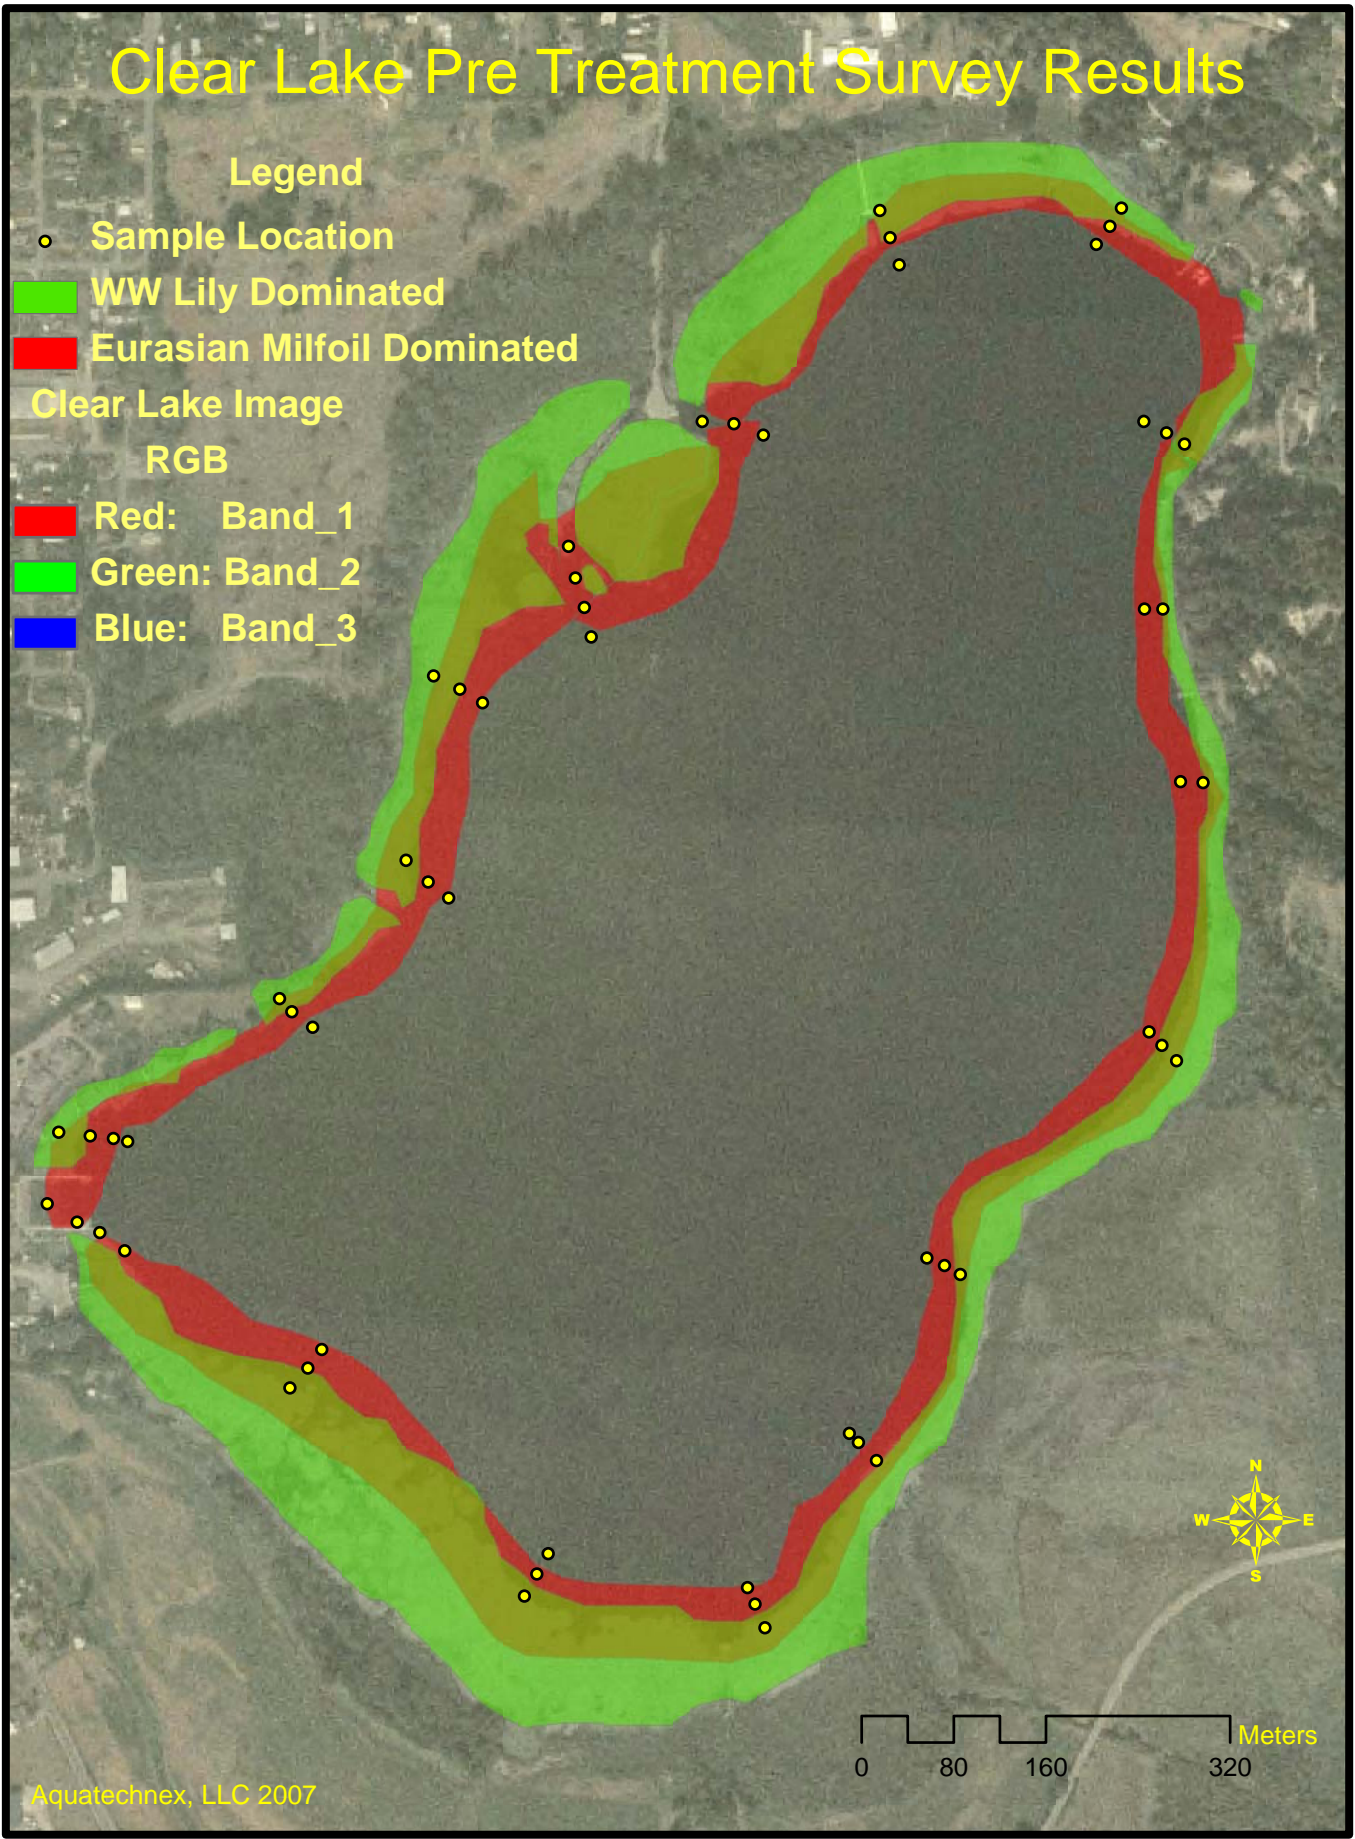 Clear Lake Pre Treatment Survey Results
Legend
Sample Location
WW Lily Dominated
Eurasian Milfoil Dominated
Clear Lake Image
RGB
Red: Band_1
Green: Band_2
Blue: Band_3
N
W E
S
Meters
0 80 160 320
Aquatechnex, LLC 2007